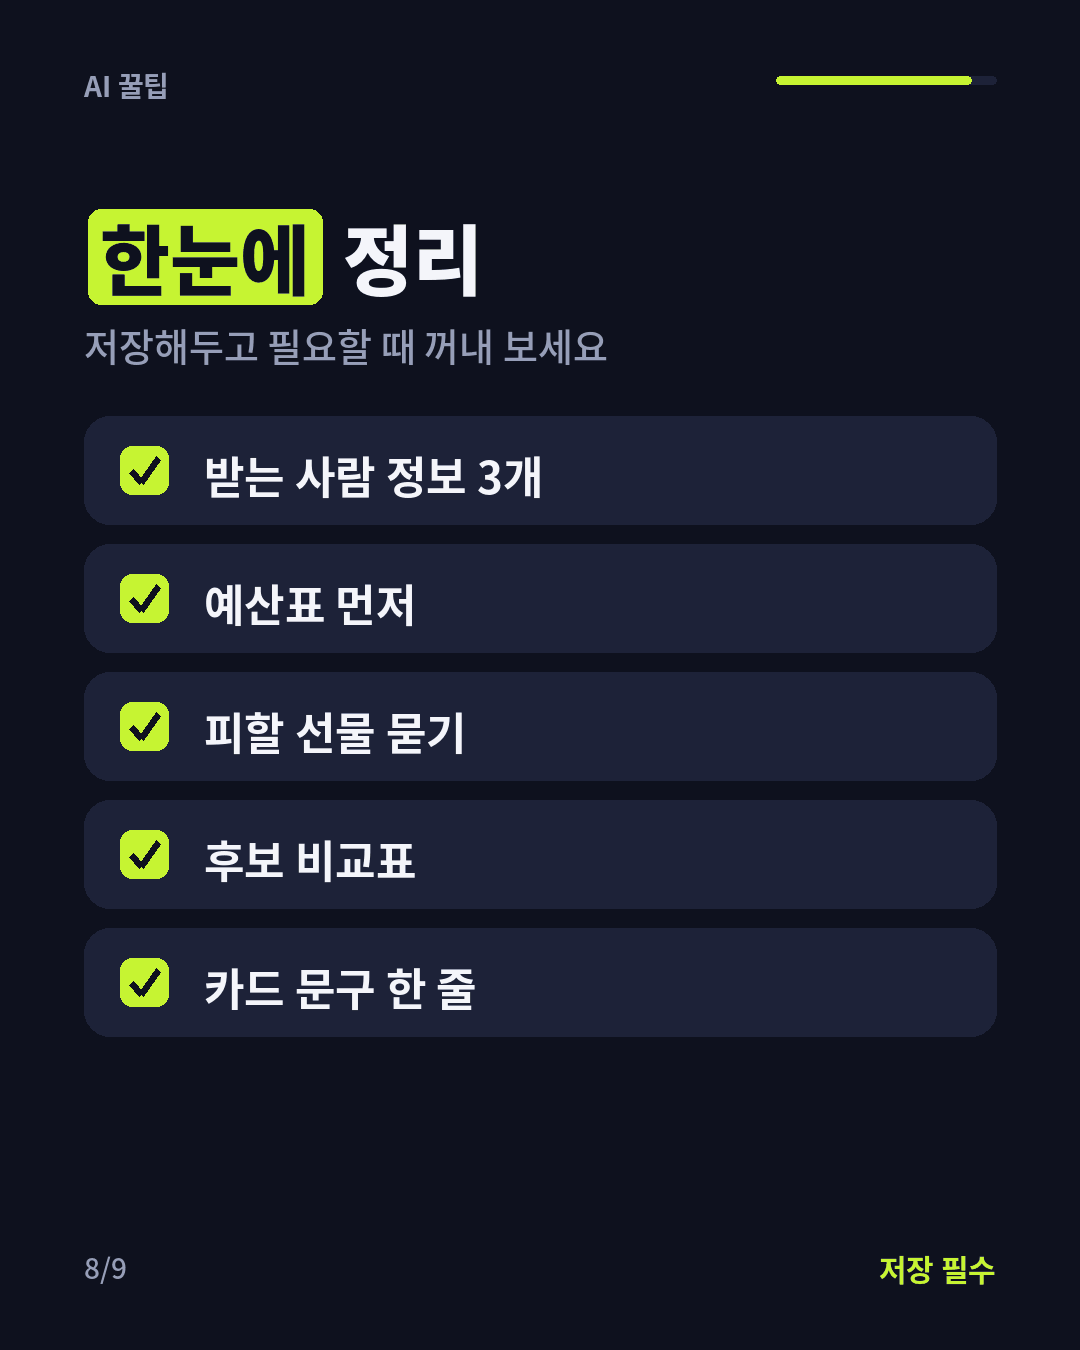 AI 꿀팁
한눈에 정리
저장해두고 필요할 때 꺼내 보세요
받는 사람 정보 3개
예산표 먼저
피할 선물 묻기
후보 비교표
카드 문구 한 줄
8/9
저장 필수